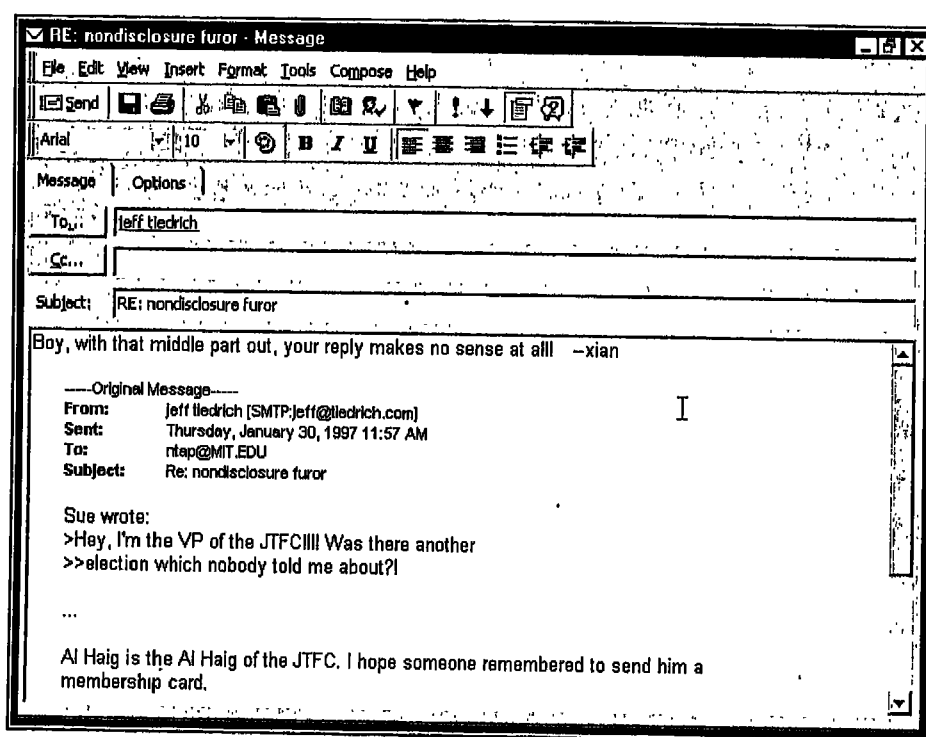 RE: nondisclosure furor - Message
File Edit View Insert Format Tools Compose Help
Send
Arial 10 B I U
Message Options
To... jeff tiedrich
Cc...
Subject: RE: nondisclosure furor
Boy, with that middle part out, your reply makes no sense at all! –xian
-----Original Message-----
From: jeff tiedrich [SMTP:jeff@tiedrich.com]
Sent: Thursday, January 30, 1997 11:57 AM
To: ntap@MIT.EDU
Subject: Re: nondisclosure furor
Sue wrote:
>Hey, I'm the VP of the JTFC!!!! Was there another
>>election which nobody told me about?!
...
Al Haig is the Al Haig of the JTFC. I hope someone remembered to send him a
membership card.